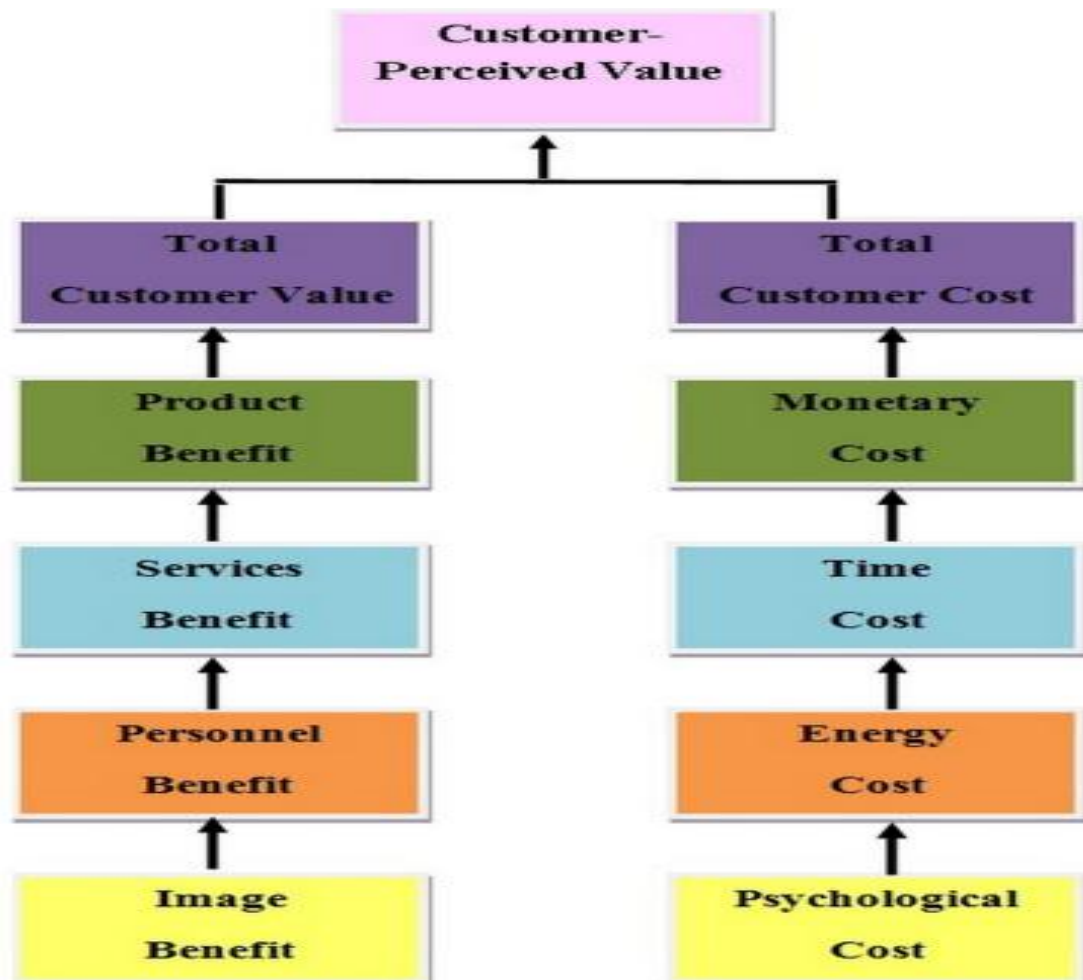 Customer-
Perceived Value
Total
Customer Value
Product
Benefit
Services
Benefit
Personnel
Benefit
Image
Benefit
Total
Customer Cost
Monetary
Cost
Time
Cost
Energy
Cost
Psychological
Cost